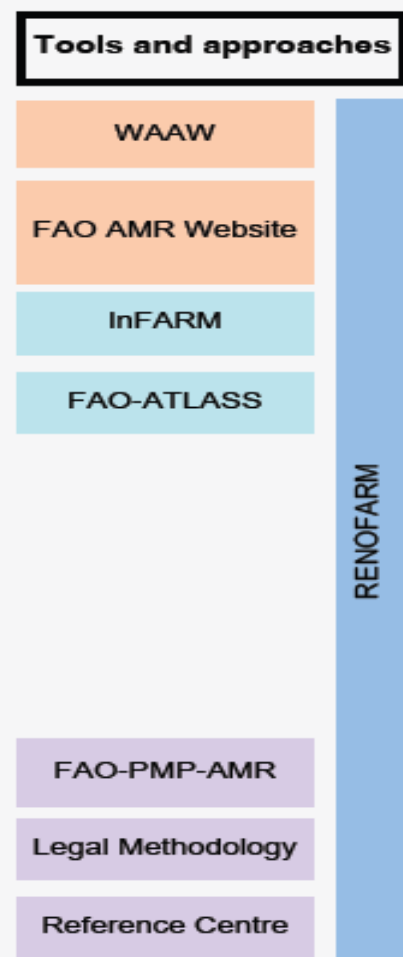 Tools and approaches
WAAW
FAO AMR Website
InFARM
FAO-ATLASS
RENOFARM
FAO-PMP-AMR
Legal Methodology
Reference Centre